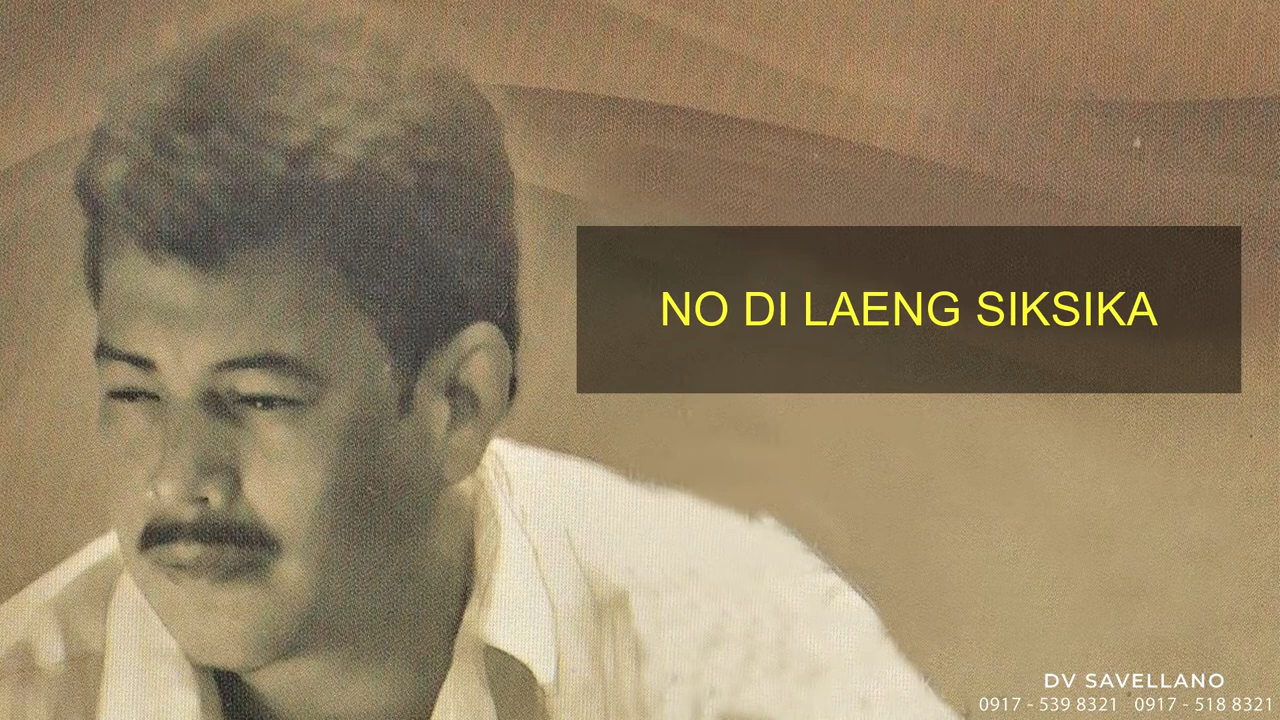 NO DI LAENG SIKSIKA
DV SAVELLANO
0917 - 539 8321   0917 - 518 8321